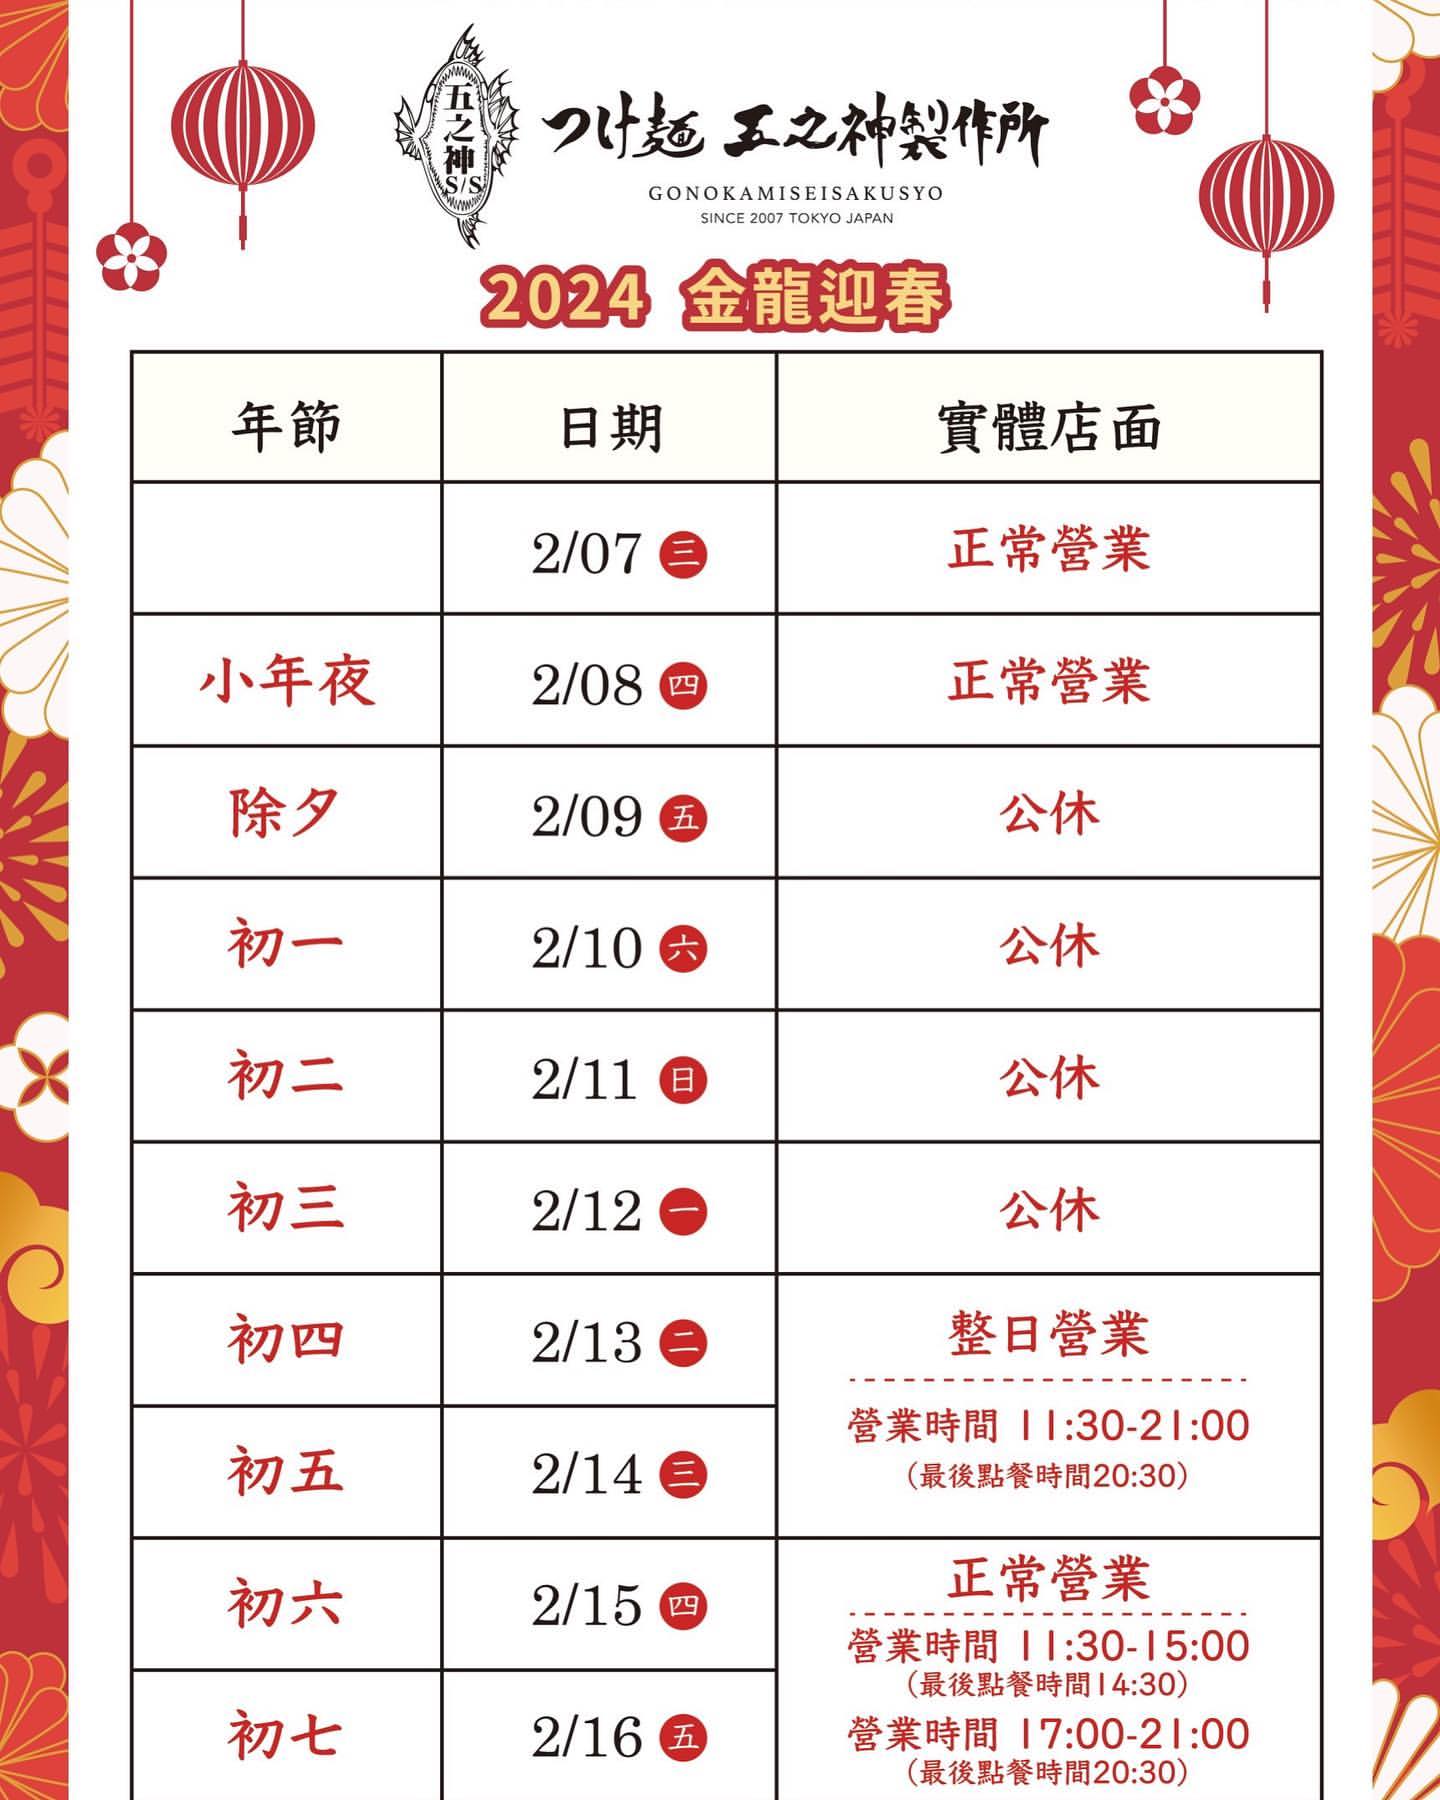 五之神
S/S
つけ麺 五之神製作所
GONOKAMISEISAKUSYO
SINCE 2007 TOKYO JAPAN
2024 金龍迎春
年節 日期 實體店面
2/07 三 正常營業
小年夜 2/08 四 正常營業
除夕 2/09 五 公休
初一 2/10 六 公休
初二 2/11 日 公休
初三 2/12 一 公休
初四 2/13 二 整日營業
營業時間 11:30-21:00
初五 2/14 三 (最後點餐時間20:30)
正常營業
初六 2/15 四 營業時間 11:30-15:00
(最後點餐時間14:30)
初七 2/16 五 營業時間 17:00-21:00
(最後點餐時間20:30)